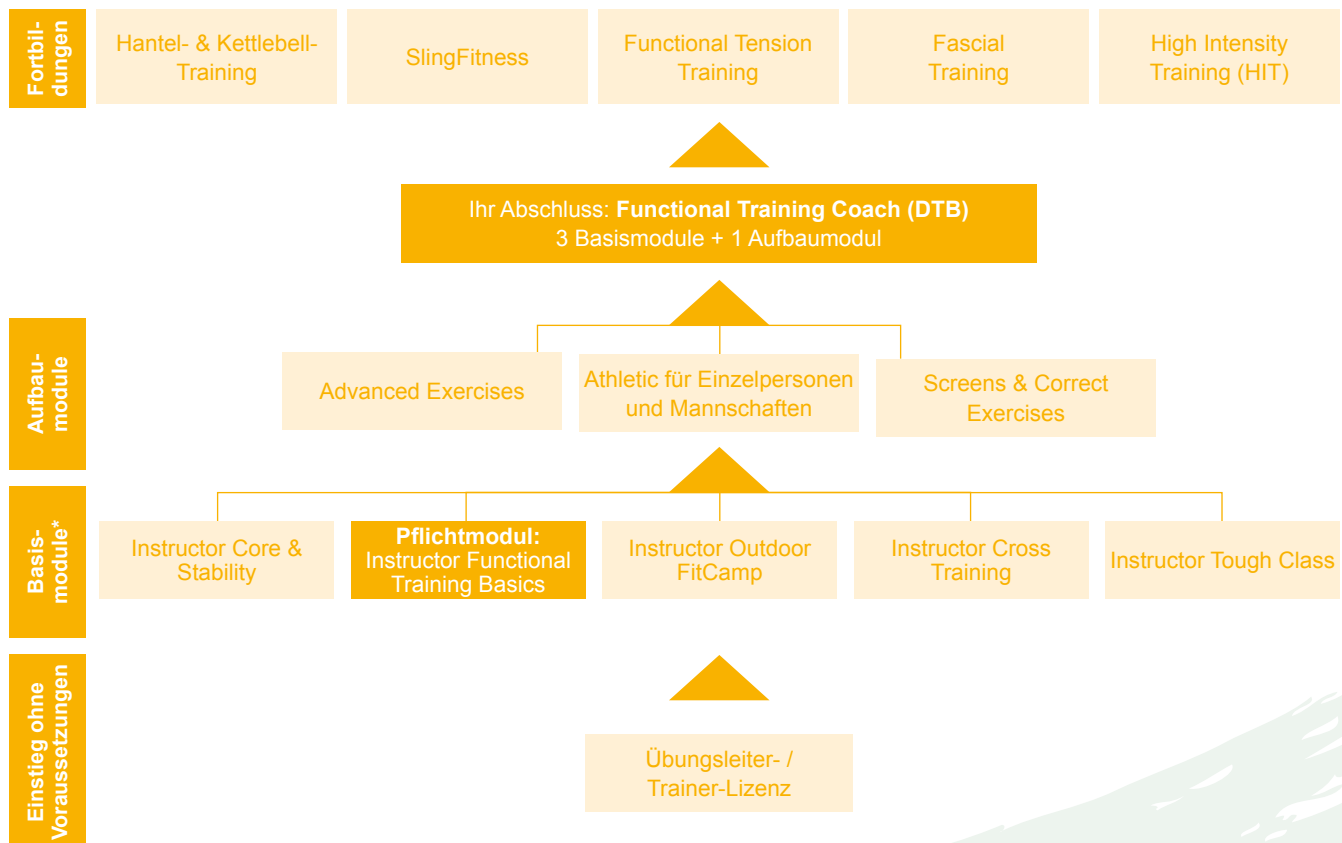 Fortbil-
dungen
Hantel- & Kettlebell-
Training
SlingFitness
Functional Tension
Training
Fascial
Training
High Intensity
Training (HIT)
Ihr Abschluss: Functional Training Coach (DTB)
3 Basismodule + 1 Aufbaumodul
Aufbau-
module
Advanced Exercises
Athletic für Einzelpersonen
und Mannschaften
Screens & Correct
Exercises
Basis-
module*
Instructor Core &
Stability
Pflichtmodul:
Instructor Functional
Training Basics
Instructor Outdoor
FitCamp
Instructor Cross
Training
Instructor Tough Class
Einstieg ohne
Voraussetzungen
Übungsleiter- /
Trainer-Lizenz